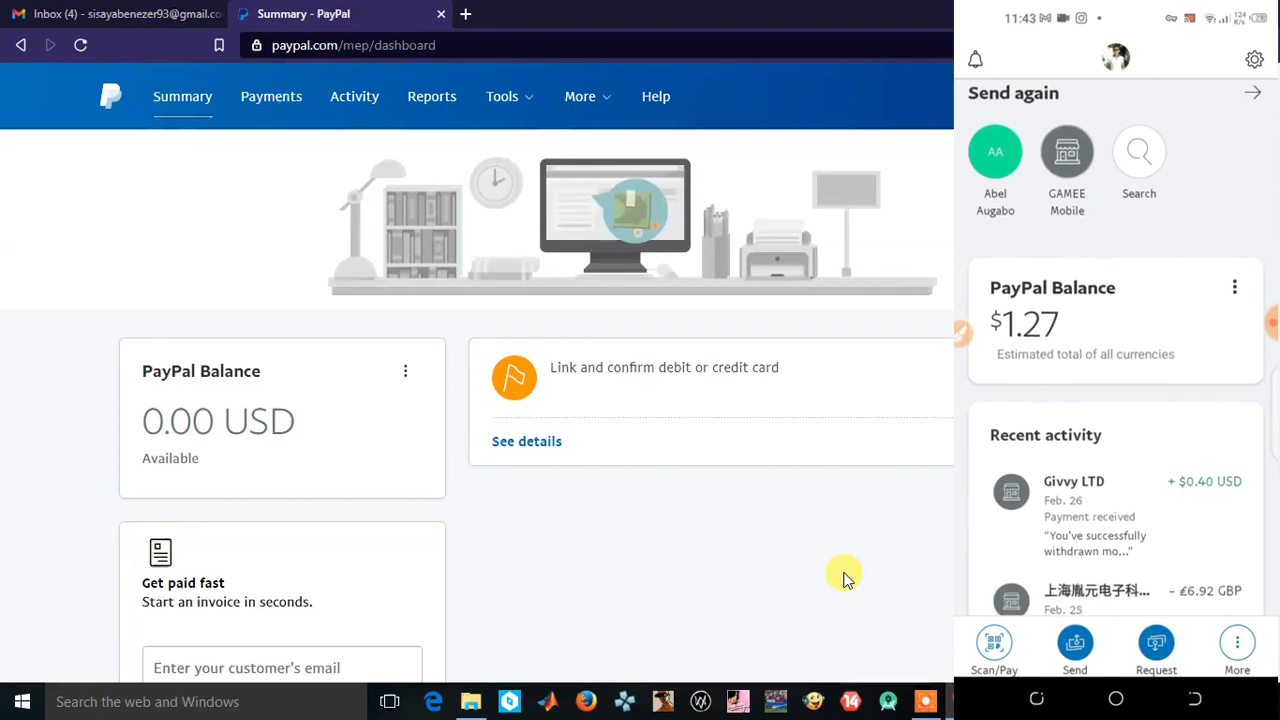 Inbox (4) - sisayabenezer93@gmail.co
Summary - PayPal
paypal.com/mep/dashboard
Summary
Payments
Activity
Reports
Tools
More
Help
PayPal Balance
0.00 USD
Available
Link and confirm debit or credit card
See details
Get paid fast
Start an invoice in seconds.
Enter your customer's email
Search the web and Windows
14
11:43
124
K/s
28
Send again
AA
Abel
Augabo
GAMEE
Mobile
Search
PayPal Balance
$1.27
Estimated total of all currencies
Recent activity
Givvy LTD
+ $0.40 USD
Feb. 26
Payment received
“You’ve successfully
withdrawn mo...”
上海胤元电子科...
- £6.92 GBP
Feb. 25
Scan/Pay
Send
Request
More